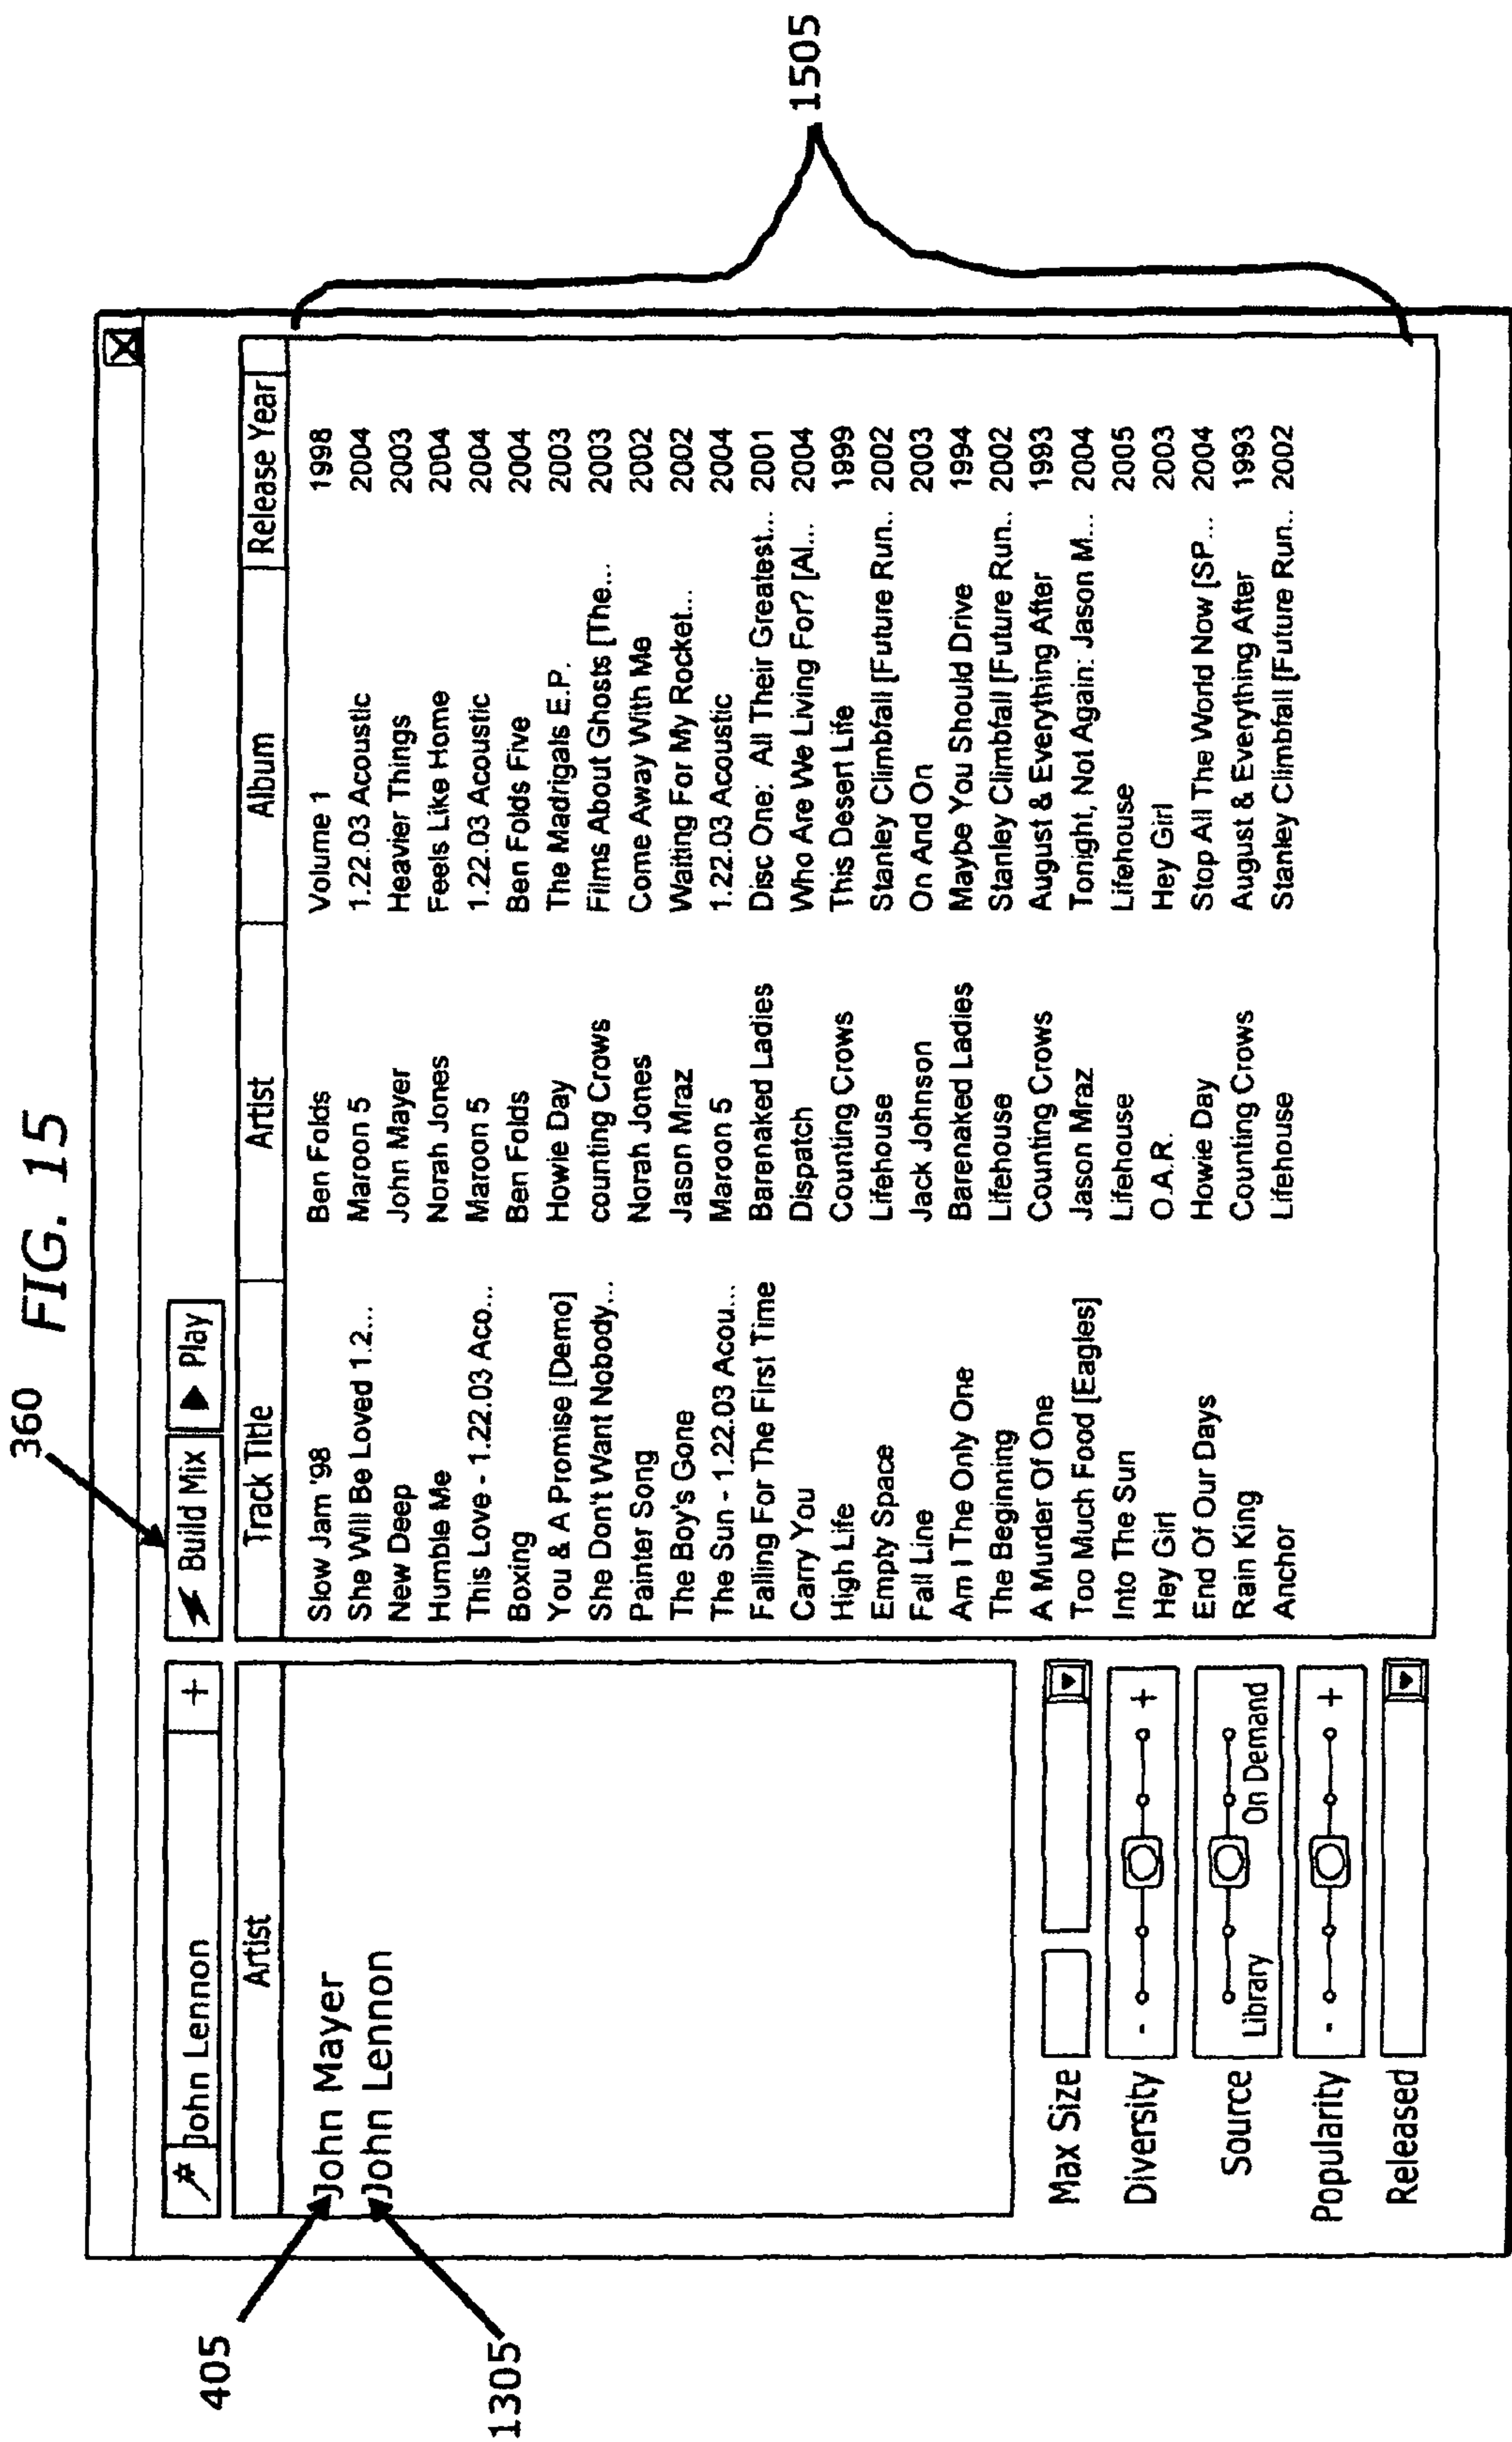 FIG. 15
360
John Lennon +
Build Mix Play
Artist
405
John Mayer
1305
John Lennon
Max Size
Diversity - +
Source Library On Demand
Popularity - +
Released
Track Title Artist Album Release Year
Slow Jam '98 Ben Folds Volume 1 1998
She Will Be Loved 1.2... Maroon 5 1.22.03 Acoustic 2004
New Deep John Mayer Heavier Things 2003
Humble Me Norah Jones Feels Like Home 2004
This Love - 1.22.03 Aco... Maroon 5 1.22.03 Acoustic 2004
Boxing Ben Folds Ben Folds Five 2004
You & A Promise [Demo] Howie Day The Madrigals E.P. 2003
She Don't Want Nobody... counting Crows Films About Ghosts [The... 2003
Painter Song Norah Jones Come Away With Me 2002
The Boy's Gone Jason Mraz Waiting For My Rocket... 2002
The Sun - 1.22.03 Acou... Maroon 5 1.22.03 Acoustic 2004
Falling For The First Time Barenaked Ladies Disc One: All Their Greatest... 2001
Carry You Dispatch Who Are We Living For? [Al... 2004
High Life Counting Crows This Desert Life 1999
Empty Space Lifehouse Stanley Climbfall [Future Run.. 2002
Fall Line Jack Johnson On And On 2003
Am I The Only One Barenaked Ladies Maybe You Should Drive 1994
The Beginning Lifehouse Stanley Climbfall [Future Run.. 2002
A Murder Of One Counting Crows August & Everything After 1993
Too Much Food [Eagles] Jason Mraz Tonight, Not Again: Jason M... 2004
Into The Sun Lifehouse Lifehouse 2005
Hey Girl O.A.R. Hey Girl 2003
End Of Our Days Howie Day Stop All The World Now [SP... 2004
Rain King Counting Crows August & Everything After 1993
Anchor Lifehouse Stanley Climbfall [Future Run.. 2002
1505